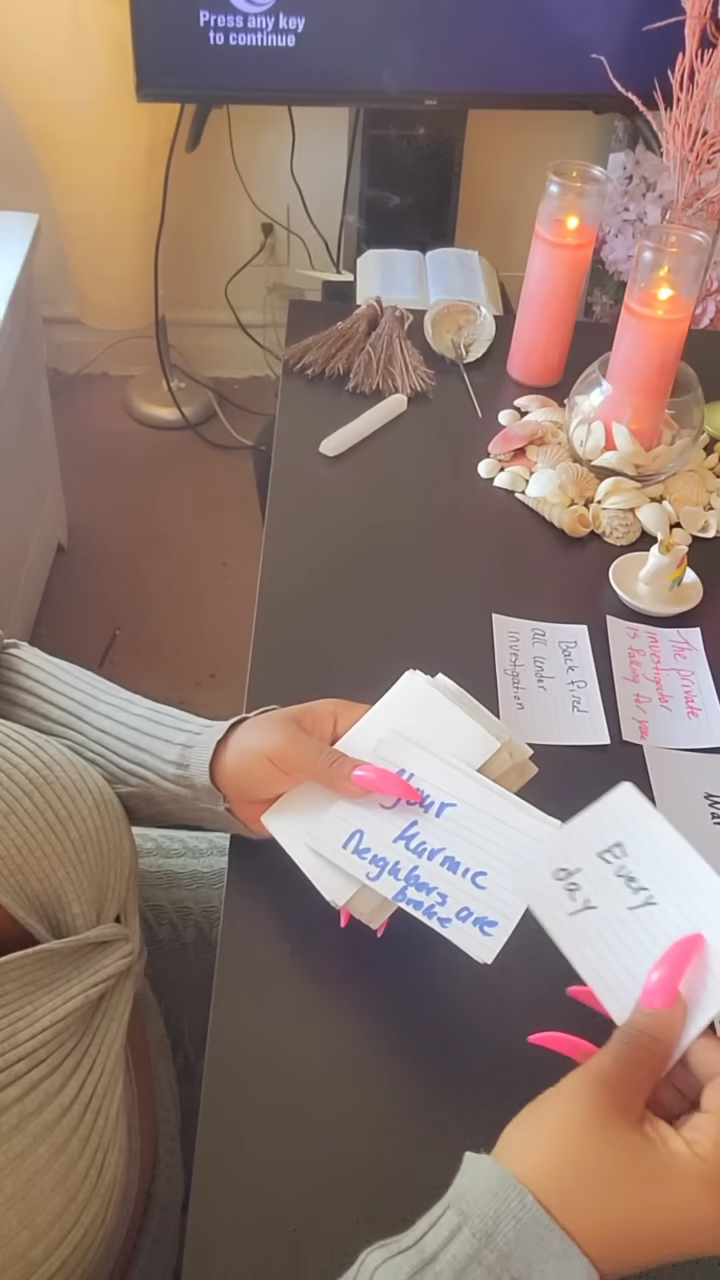 Press any key
to continue
Back fired
all under
investigation
The private
investigator
is falling for you
Your
Karmic
Neighbors are
broke
Every
day